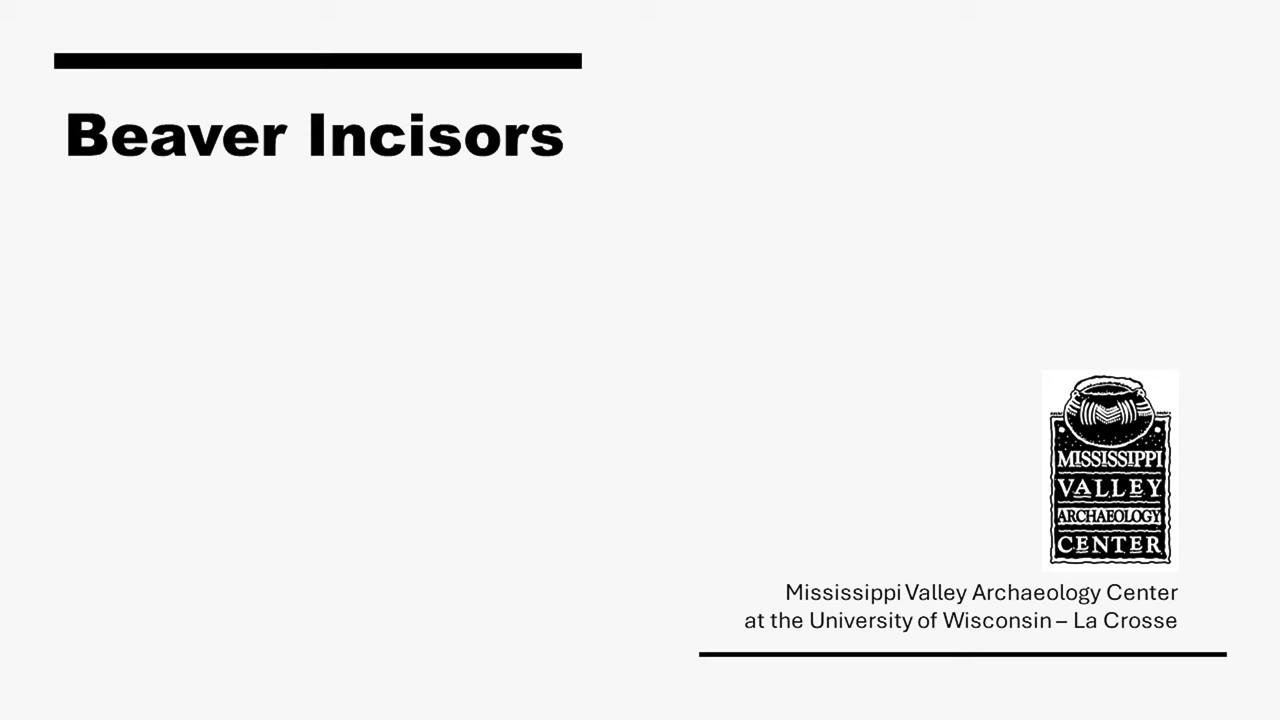 Beaver Incisors
MISSISSIPPI
VALLEY
ARCHAEOLOGY
CENTER
Mississippi Valley Archaeology Center
at the University of Wisconsin – La Crosse